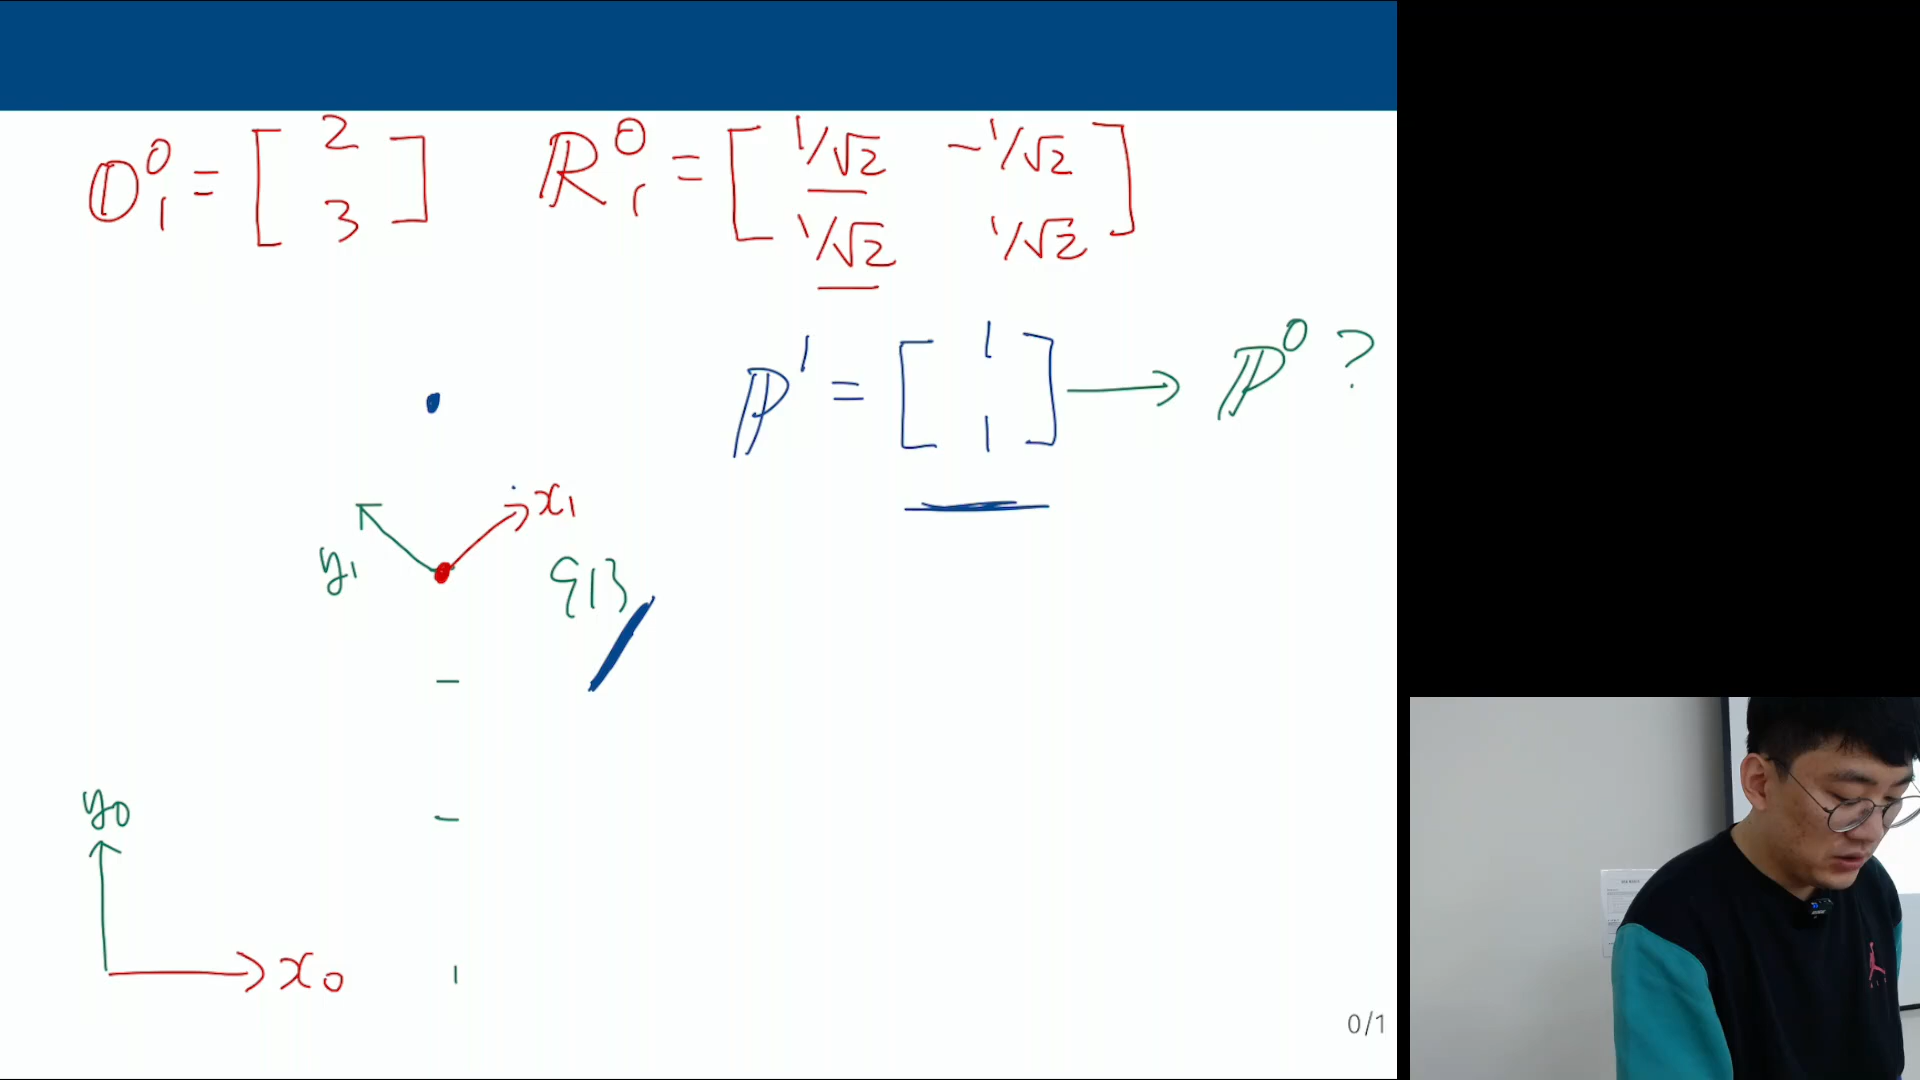 O⁰₁ = [ 2 3 ] R⁰₁ = [ 1/√2 -1/√2 1/√2 1/√2 ]
P¹ = [ 1 1 ] → P⁰ ?
x₁
y₁
{1}
y₀
x₀
0/1